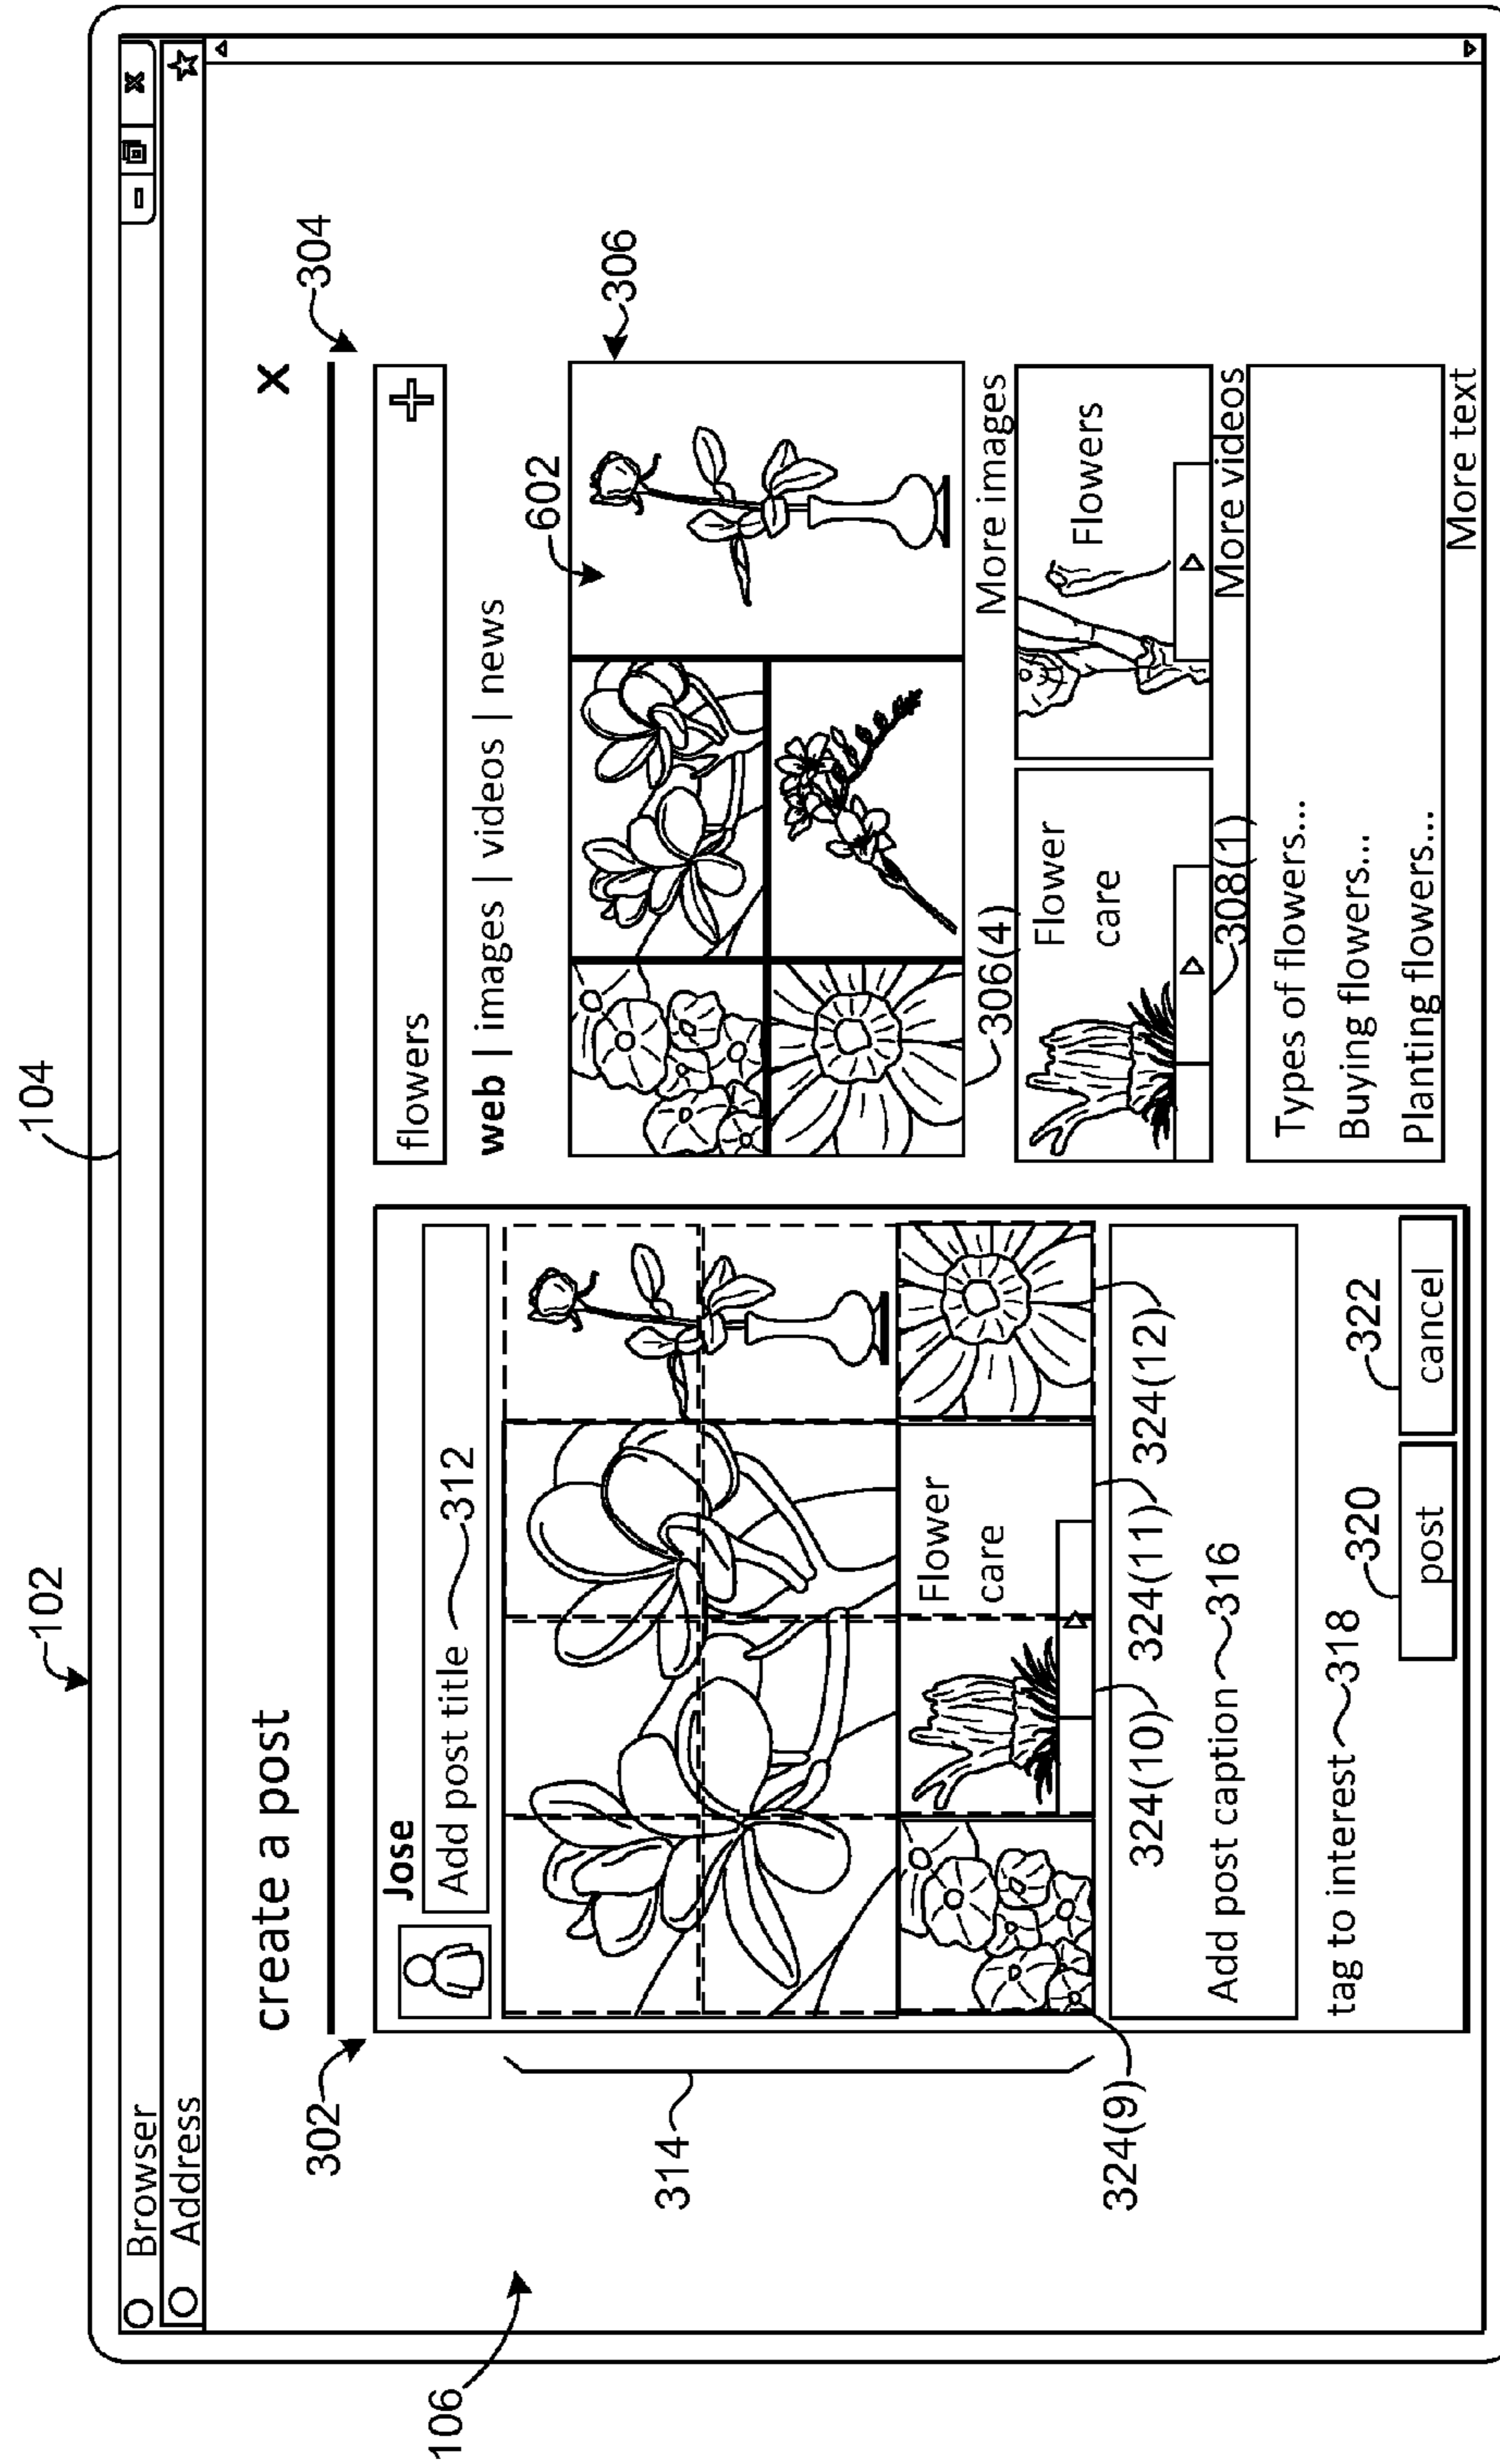 102
104
Browser
— x
Address
106
create a post
X
302
304
Jose
Add post title
312
314
Flower
care
324(9)
324(10)
324(11)
324(12)
Add post caption
316
tag to interest
318
320
post
322
cancel
flowers
web | images | videos | news
602
306
306(4)
More images
Flower
care
308(1)
Flowers
More videos
Types of flowers...
Buying flowers...
Planting flowers...
More text